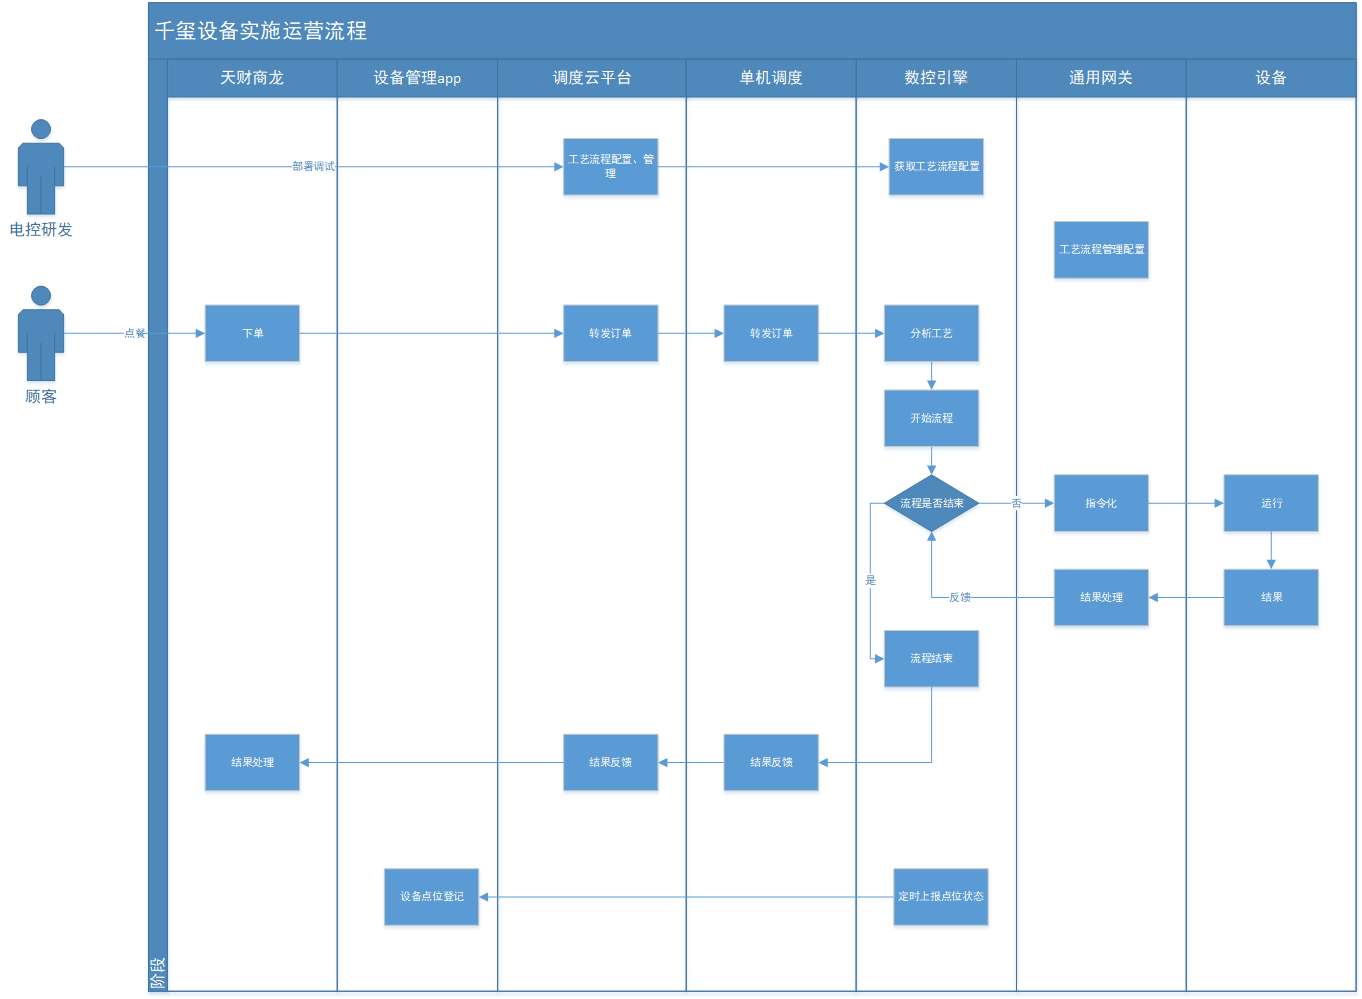 千玺设备实施运营流程
天财商龙
设备管理app
调度云平台
单机调度
数控引擎
通用网关
设备
部署调试
工艺流程配置、管
理
获取工艺流程配置
电控研发
工艺流程管理配置
点餐
下单
转发订单
转发订单
分析工艺
顾客
开始流程
流程是否结束
否
指令化
运行
是
反馈
结果处理
结果
流程结束
结果处理
结果反馈
结果反馈
设备点位登记
定时上报点位状态
阶段